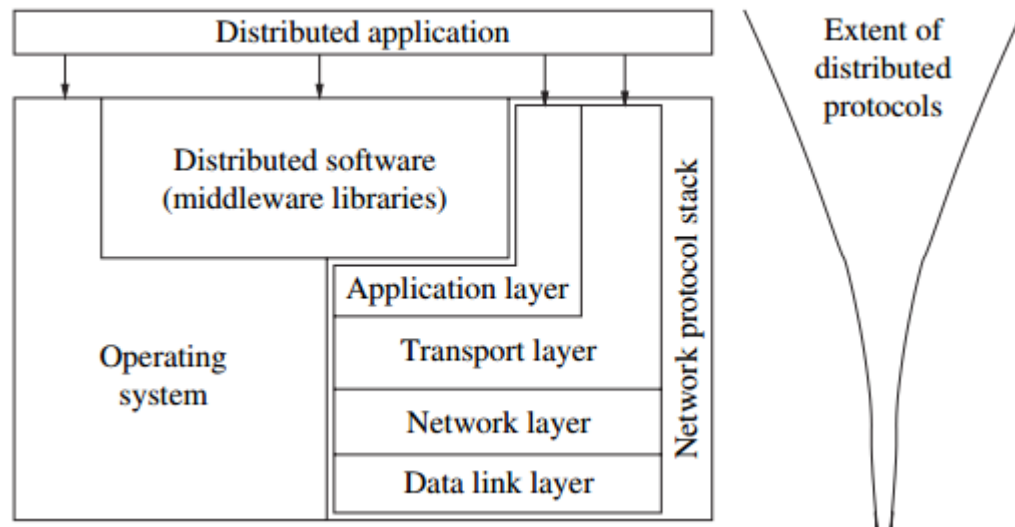 Distributed application
Extent of
distributed
protocols
Distributed software
(middleware libraries)
Network protocol stack
Application layer
Operating
system
Transport layer
Network layer
Data link layer